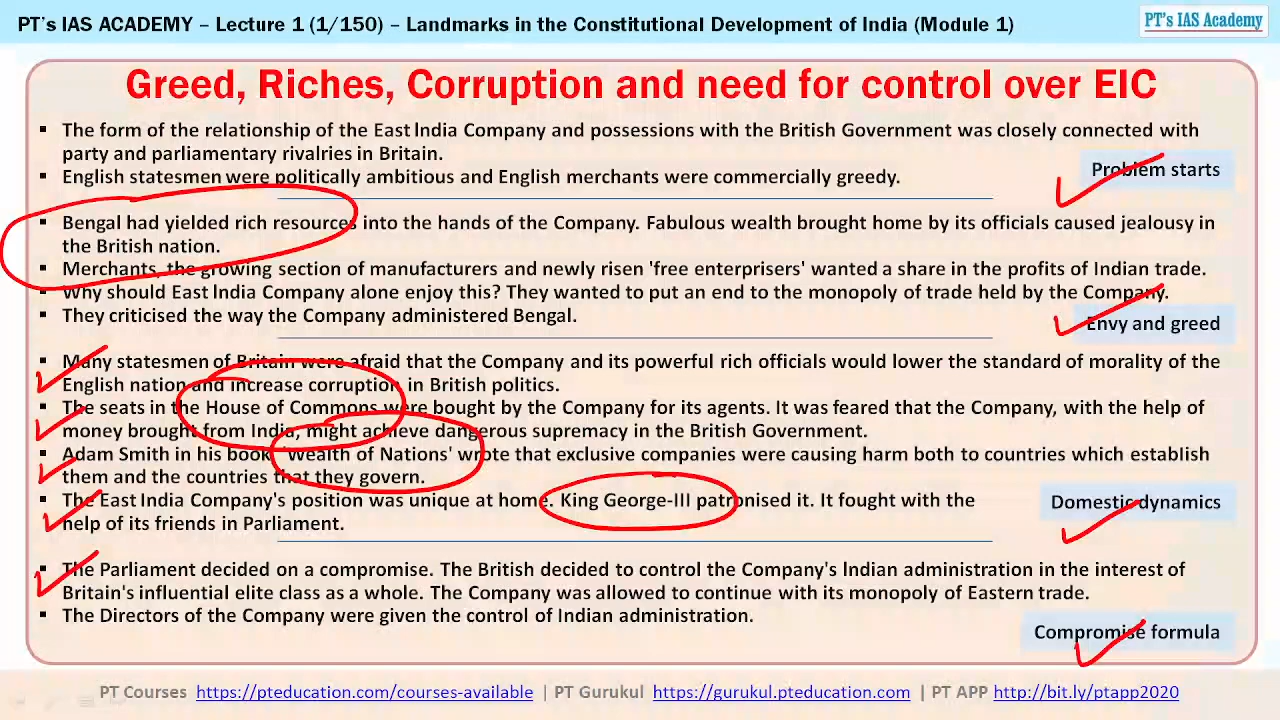 PT's IAS ACADEMY – Lecture 1 (1/150) – Landmarks in the Constitutional Development of India (Module 1)
PT's IAS Academy
Greed, Riches, Corruption and need for control over EIC
▪ The form of the relationship of the East India Company and possessions with the British Government was closely connected with
party and parliamentary rivalries in Britain.
▪ English statesmen were politically ambitious and English merchants were commercially greedy.
Problem starts
▪ Bengal had yielded rich resources into the hands of the Company. Fabulous wealth brought home by its officials caused jealousy in
the British nation.
▪ Merchants, the growing section of manufacturers and newly risen 'free enterprisers' wanted a share in the profits of Indian trade.
▪ Why should East India Company alone enjoy this? They wanted to put an end to the monopoly of trade held by the Company.
▪ They criticised the way the Company administered Bengal.
Envy and greed
▪ Many statesmen of Britain were afraid that the Company and its powerful rich officials would lower the standard of morality of the
English nation and increase corruption in British politics.
▪ The seats in the House of Commons were bought by the Company for its agents. It was feared that the Company, with the help of
money brought from India, might achieve dangerous supremacy in the British Government.
▪ Adam Smith in his book 'Wealth of Nations' wrote that exclusive companies were causing harm both to countries which establish
them and the countries that they govern.
▪ The East India Company's position was unique at home. King George-III patronised it. It fought with the
help of its friends in Parliament.
Domestic dynamics
▪ The Parliament decided on a compromise. The British decided to control the Company's Indian administration in the interest of
Britain's influential elite class as a whole. The Company was allowed to continue with its monopoly of Eastern trade.
▪ The Directors of the Company were given the control of Indian administration.
Compromise formula
PT Courses https://pteducation.com/courses-available | PT Gurukul https://gurukul.pteducation.com | PT APP http://bit.ly/ptapp2020